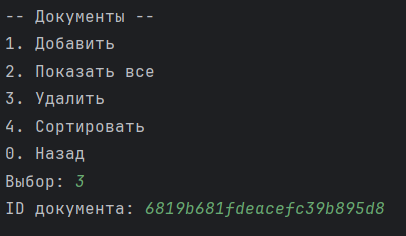 -- Документы --
1. Добавить
2. Показать все
3. Удалить
4. Сортировать
0. Назад
Выбор: 3
ID документа: 6819b681fdeacefc39b895d8